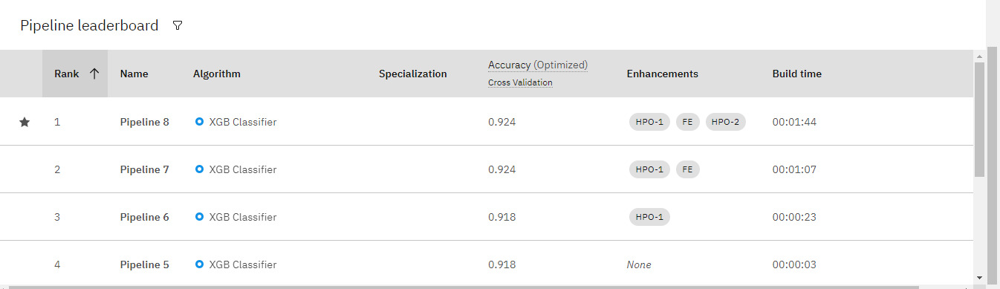 Pipeline leaderboard
Rank Name Algorithm Specialization Accuracy (Optimized) Enhancements Build time
Cross Validation
1 Pipeline 8 XGB Classifier 0.924 HPO-1 FE HPO-2 00:01:44
2 Pipeline 7 XGB Classifier 0.924 HPO-1 FE 00:01:07
3 Pipeline 6 XGB Classifier 0.918 HPO-1 00:00:23
4 Pipeline 5 XGB Classifier 0.918 None 00:00:03